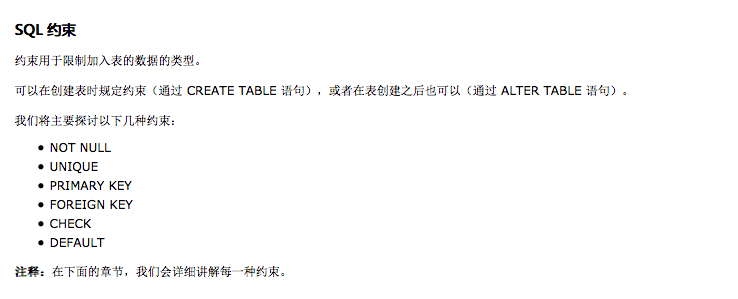 SQL 约束
约束用于限制加入表的数据的类型。
可以在创建表时规定约束（通过 CREATE TABLE 语句），或者在表创建之后也可以（通过 ALTER TABLE 语句）。
我们将主要探讨以下几种约束：
● NOT NULL
● UNIQUE
● PRIMARY KEY
● FOREIGN KEY
● CHECK
● DEFAULT
注释：在下面的章节，我们会详细讲解每一种约束。